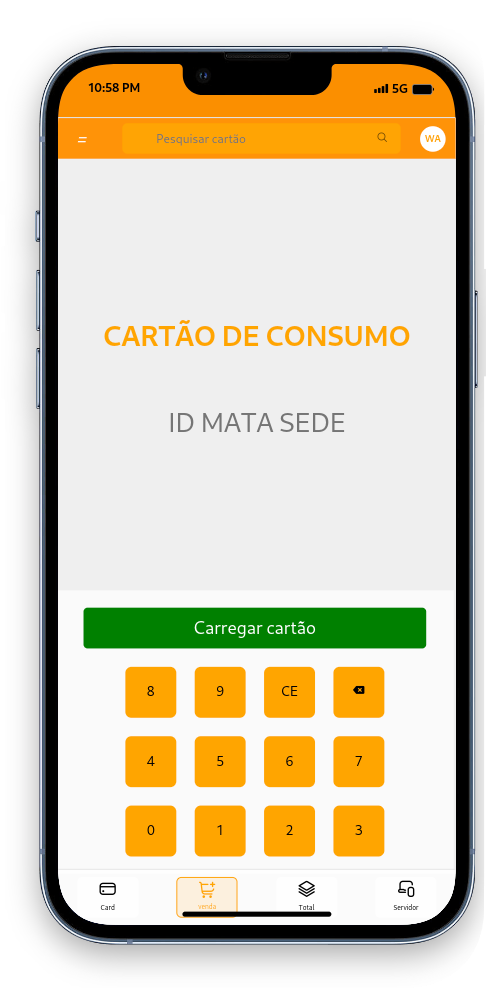 10:58 PM 5G
Pesquisar cartão WA
CARTÃO DE CONSUMO
ID MATA SEDE
Carregar cartão
8 9 CE
4 5 6 7
0 1 2 3
Card venda Total Servidor